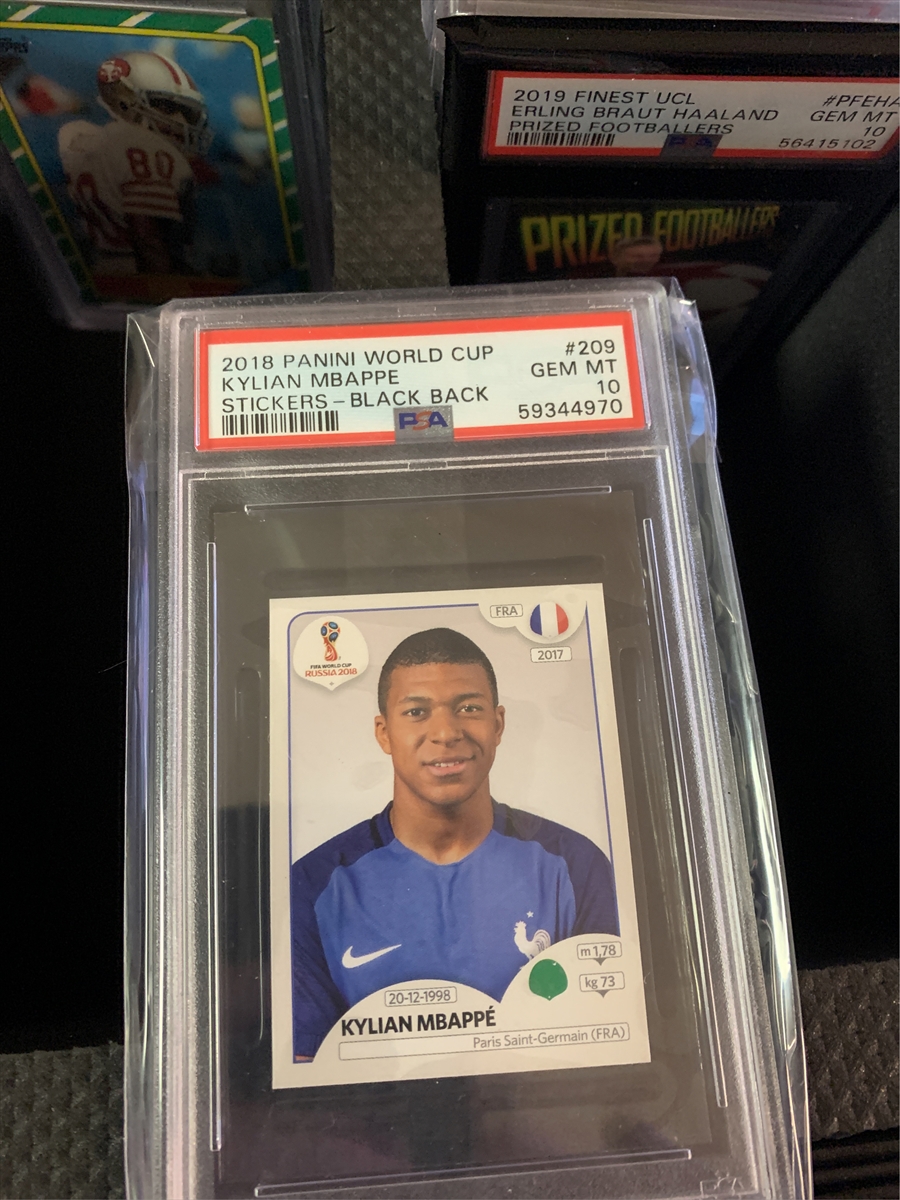 80
2019 FINEST UCL #PFEHA
ERLING BRAUT HAALAND GEM MT
PRIZED FOOTBALLERS 10
PSA 56415102
PRIZED FOOTBALLERS
2018 PANINI WORLD CUP #209
KYLIAN MBAPPE GEM MT
STICKERS-BLACK BACK 10
PSA 59344970
FRA
2017
FIFA WORLD CUP
RUSSIA 2018
m 1,78
kg 73
20-12-1998
KYLIAN MBAPPÉ
Paris Saint-Germain (FRA)